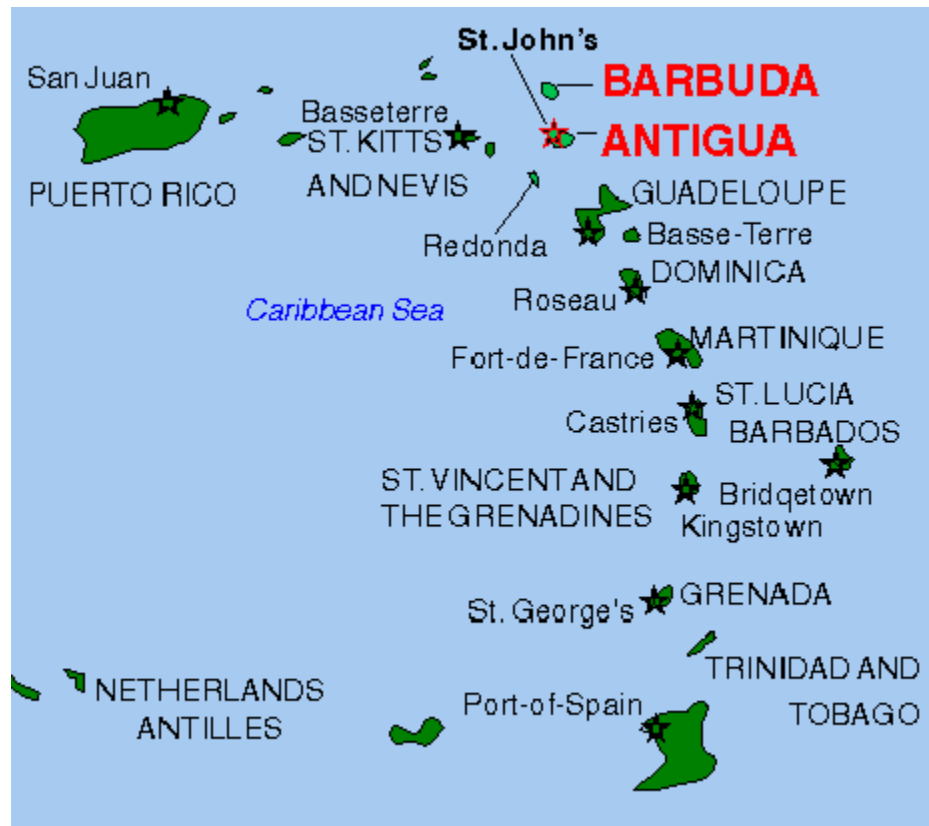 St. John's
BARBUDA
San Juan
Basseterre
ST. KITTS
AND NEVIS
ANTIGUA
PUERTO RICO
GUADELOUPE
Redonda
Basse-Terre
DOMINICA
Roseau
Caribbean Sea
MARTINIQUE
Fort-de-France
ST. LUCIA
Castries
BARBADOS
ST. VINCENT AND
THE GRENADINES
Bridqetown
Kingstown
GRENADA
St. George's
TRINIDAD AND
TOBAGO
NETHERLANDS
ANTILLES
Port-of-Spain